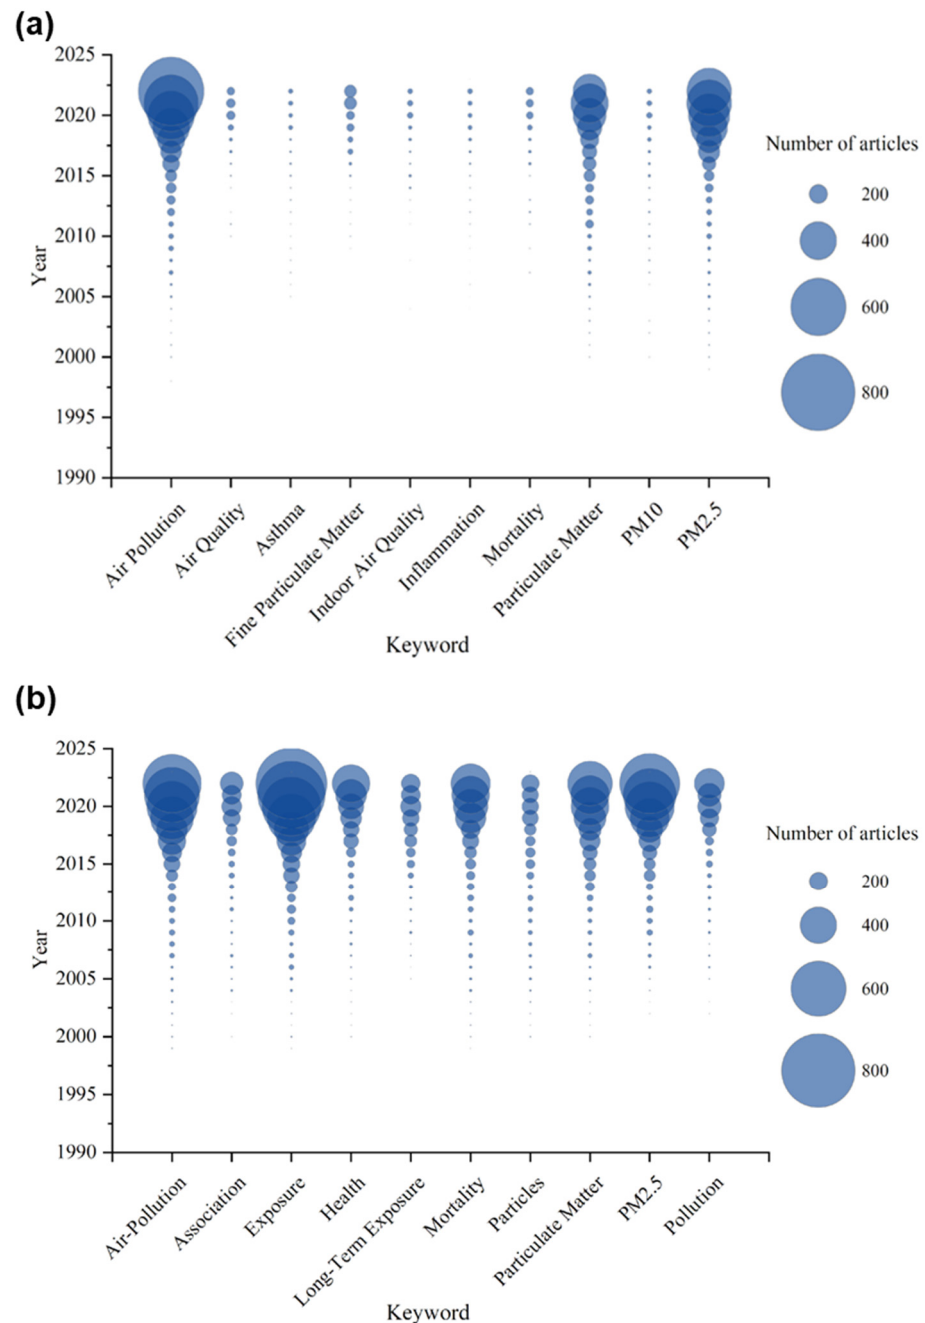 (a)
2025
2020
2015
2010
2005
2000
1995
1990
Year
Air Pollution
Air Quality
Asthma
Fine Particulate Matter
Indoor Air Quality
Inflammation
Mortality
Particulate Matter
PM10
PM2.5
Keyword
Number of articles
200
400
600
800
(b)
2025
2020
2015
2010
2005
2000
1995
1990
Year
Air-Pollution
Association
Exposure
Health
Long-Term Exposure
Mortality
Particles
Particulate Matter
PM2.5
Pollution
Keyword
Number of articles
200
400
600
800